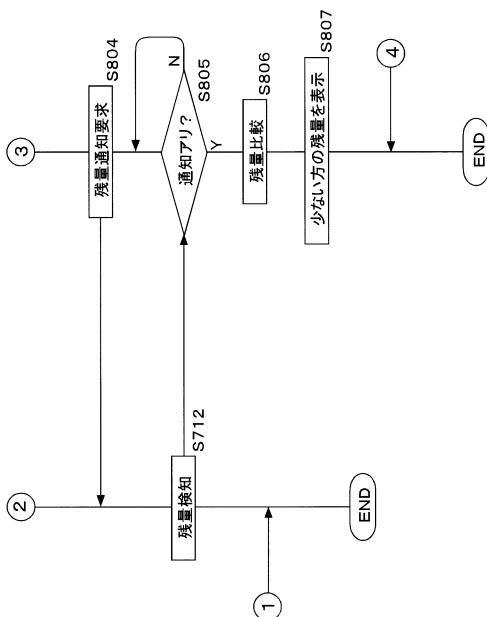 ③
残量通知要求
S804
N
通知アリ?
S805
Y
残量比較
S806
少ない方の残量を表示
S807
④
END
②
残量検知
S712
①
END